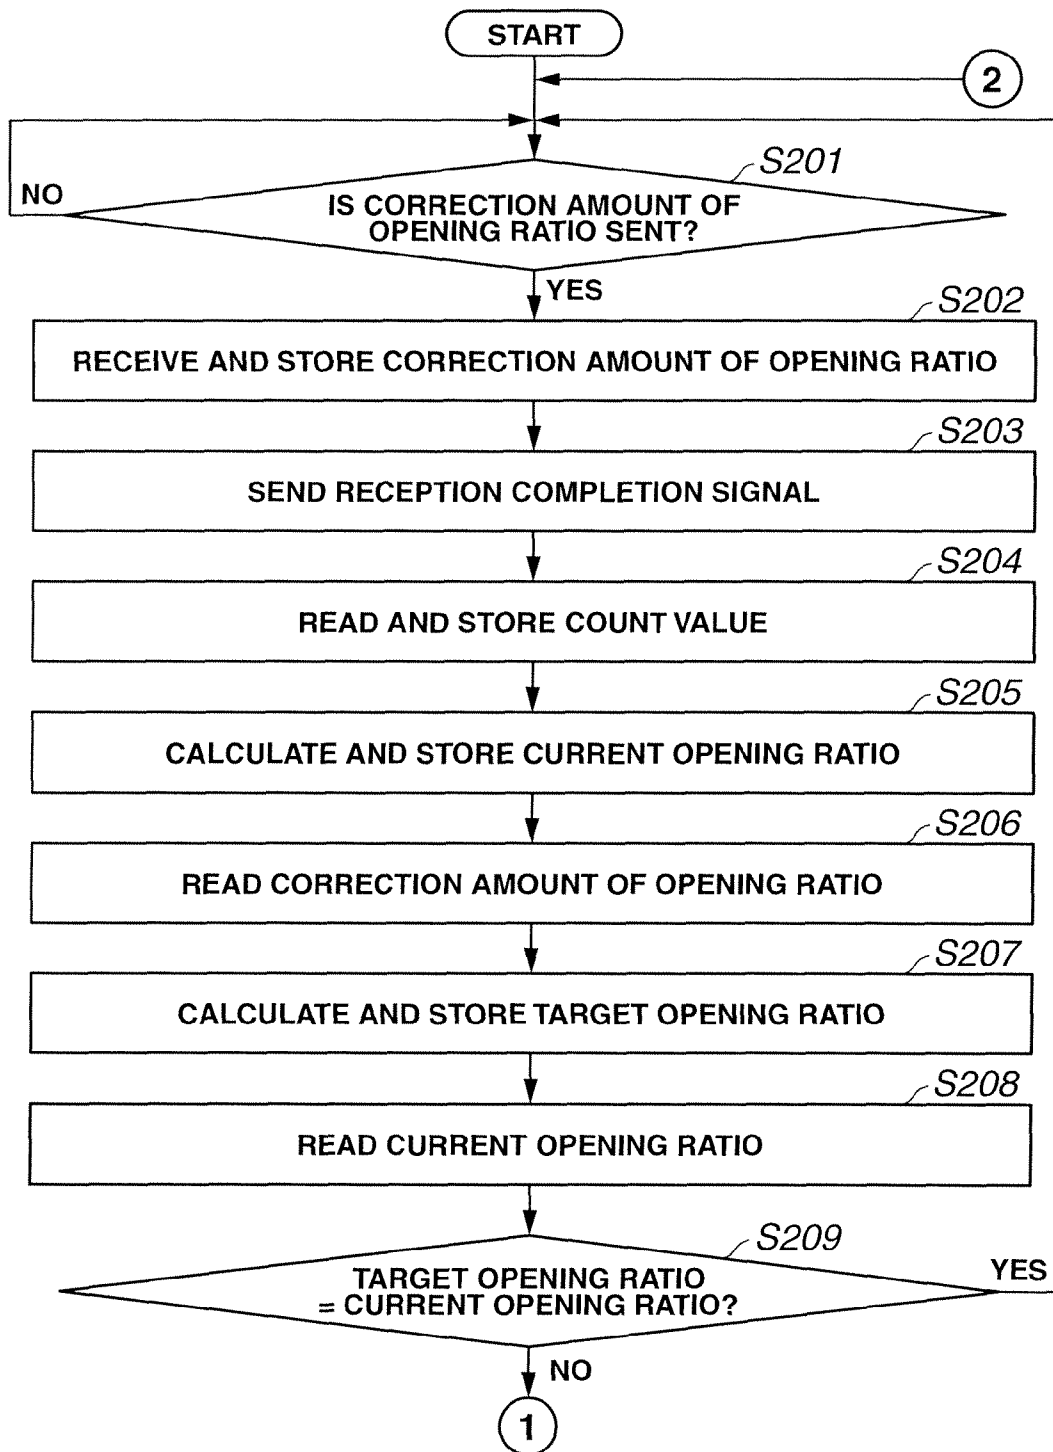 START
2
S201
NO
IS CORRECTION AMOUNT OF
OPENING RATIO SENT?
YES
S202
RECEIVE AND STORE CORRECTION AMOUNT OF OPENING RATIO
S203
SEND RECEPTION COMPLETION SIGNAL
S204
READ AND STORE COUNT VALUE
S205
CALCULATE AND STORE CURRENT OPENING RATIO
S206
READ CORRECTION AMOUNT OF OPENING RATIO
S207
CALCULATE AND STORE TARGET OPENING RATIO
S208
READ CURRENT OPENING RATIO
S209
YES
TARGET OPENING RATIO
= CURRENT OPENING RATIO?
NO
1